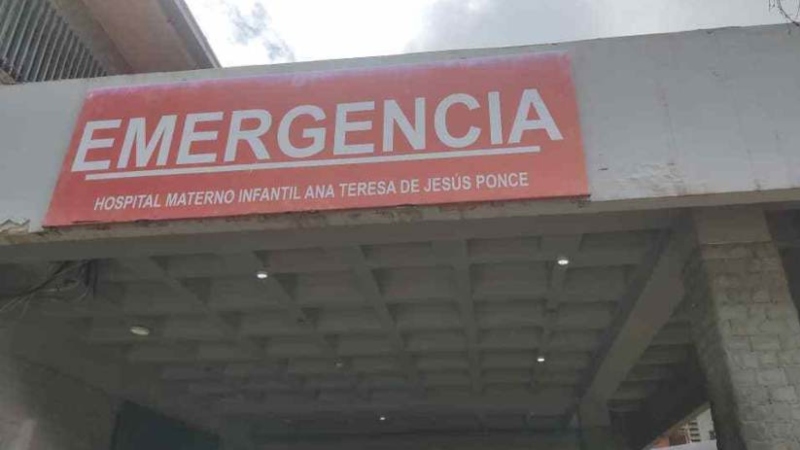 EMERGENCIA
HOSPITAL MATERNO INFANTIL ANA TERESA DE JESÚS PONCE